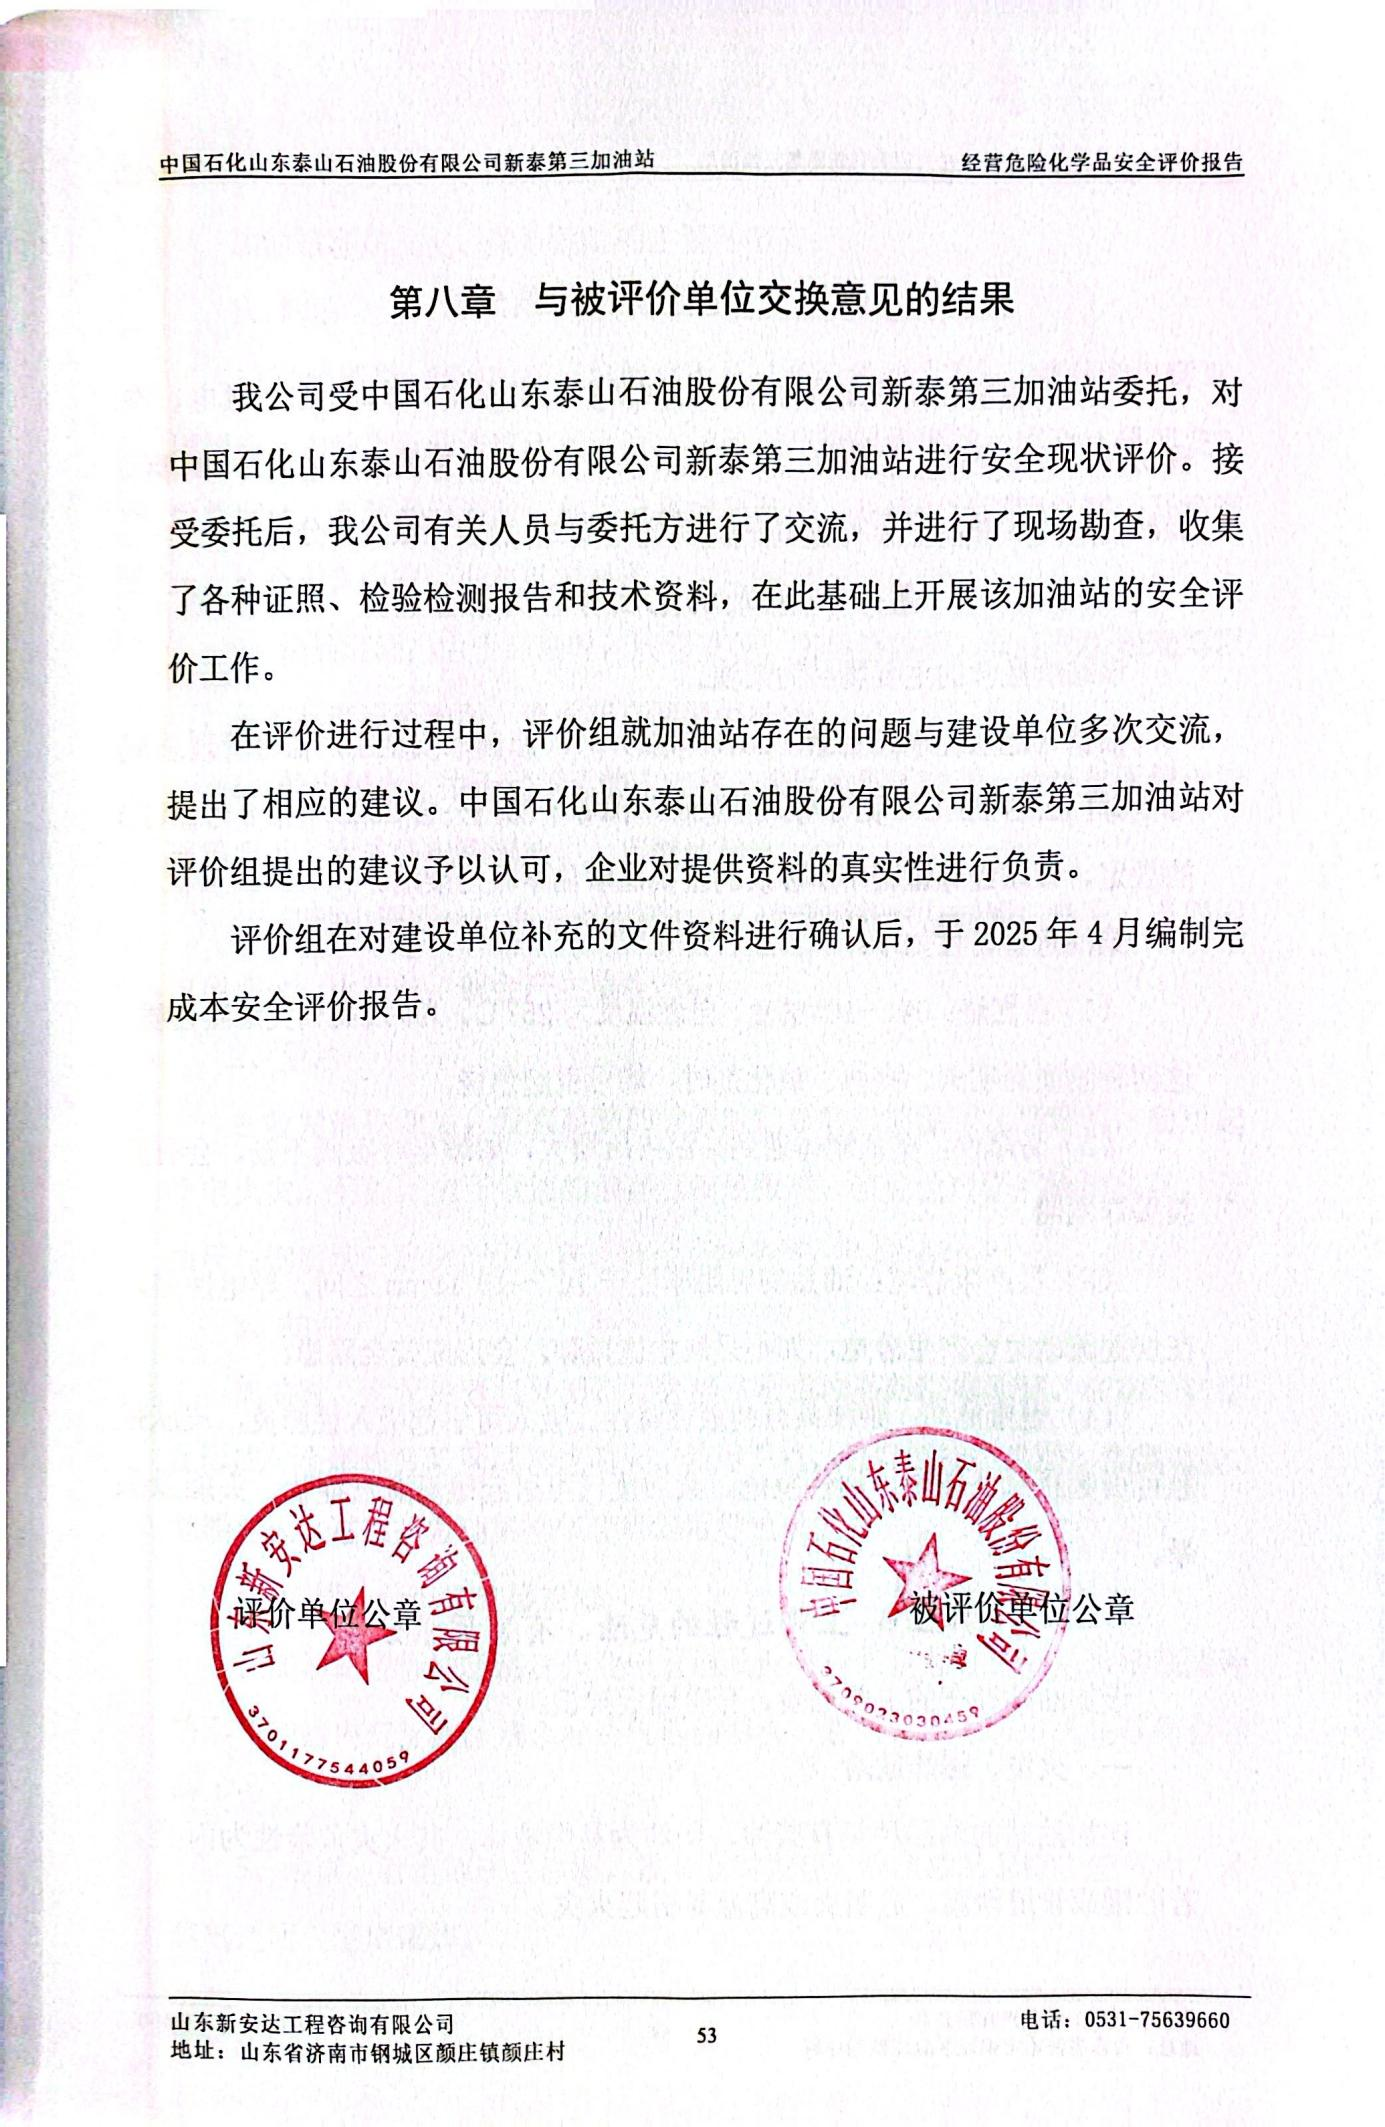 中国石化山东泰山石油股份有限公司新泰第三加油站 经营危险化学品安全评价报告
第八章 与被评价单位交换意见的结果
我公司受中国石化山东泰山石油股份有限公司新泰第三加油站委托，对
中国石化山东泰山石油股份有限公司新泰第三加油站进行安全现状评价。接
受委托后，我公司有关人员与委托方进行了交流，并进行了现场勘查，收集
了各种证照、检验检测报告和技术资料，在此基础上开展该加油站的安全评
价工作。
在评价进行过程中，评价组就加油站存在的问题与建设单位多次交流，
提出了相应的建议。中国石化山东泰山石油股份有限公司新泰第三加油站对
评价组提出的建议予以认可，企业对提供资料的真实性进行负责。
评价组在对建设单位补充的文件资料进行确认后，于 2025 年 4 月编制完
成本安全评价报告。
山东新安达工程咨询有限公司
评价单位公章
3701177544059
中国石化山东泰山石油股份有限公司
被评价单位公章
3709023030459
山东新安达工程咨询有限公司
地址：山东省济南市钢城区颜庄镇颜庄村
53
电话：0531-75639660